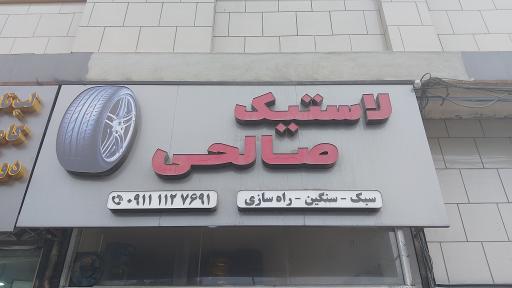 لاستیک
صالحی
سبک - سنگین - راه سازی
۰۹۱۱ ۱۱۲ ۷۶۹۱